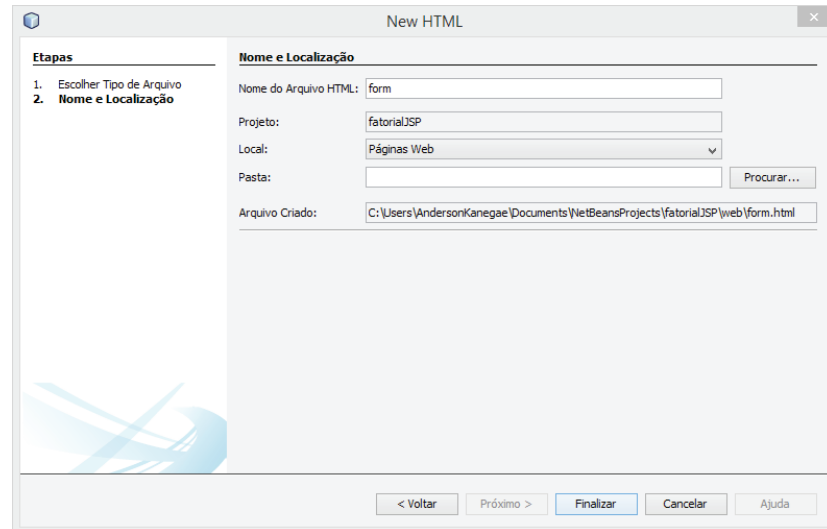 New HTML
Etapas
1. Escolher Tipo de Arquivo
2. Nome e Localização
Nome e Localização
Nome do Arquivo HTML: form
Projeto: fatorialJSP
Local: Páginas Web
Pasta: Procurar...
Arquivo Criado: C:\Users\AndersonKanegae\Documents\NetBeansProjects\fatorialJSP\web\form.html
< Voltar Próximo > Finalizar Cancelar Ajuda